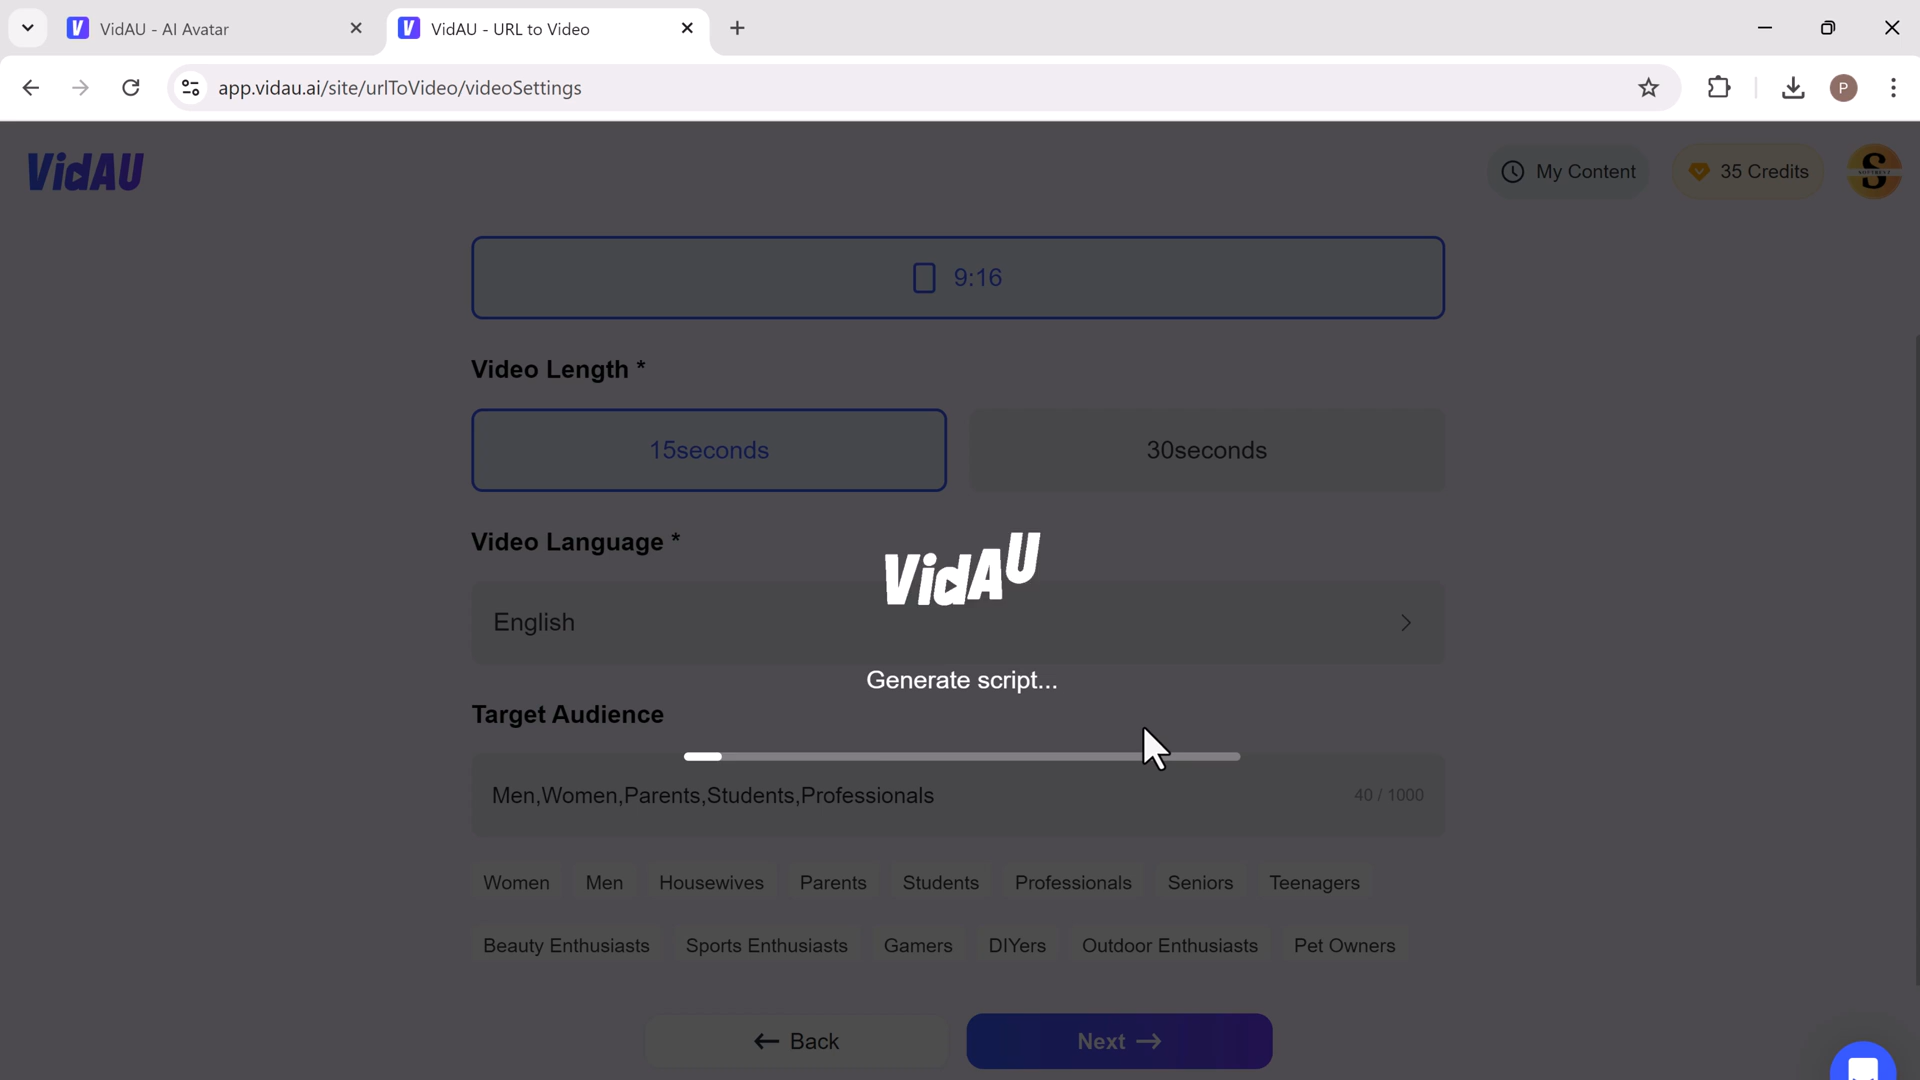 VidAU - AI Avatar
VidAU - URL to Video
app.vidau.ai/site/urlToVideo/videoSettings
P
VidAU
My Content
35 Credits
S
9:16
Video Length *
15seconds
30seconds
Video Language *
VidAU
English
Generate script...
Target Audience
Men,Women,Parents,Students,Professionals
40 / 1000
Women
Men
Housewives
Parents
Students
Professionals
Seniors
Teenagers
Beauty Enthusiasts
Sports Enthusiasts
Gamers
DIYers
Outdoor Enthusiasts
Pet Owners
← Back
Next →